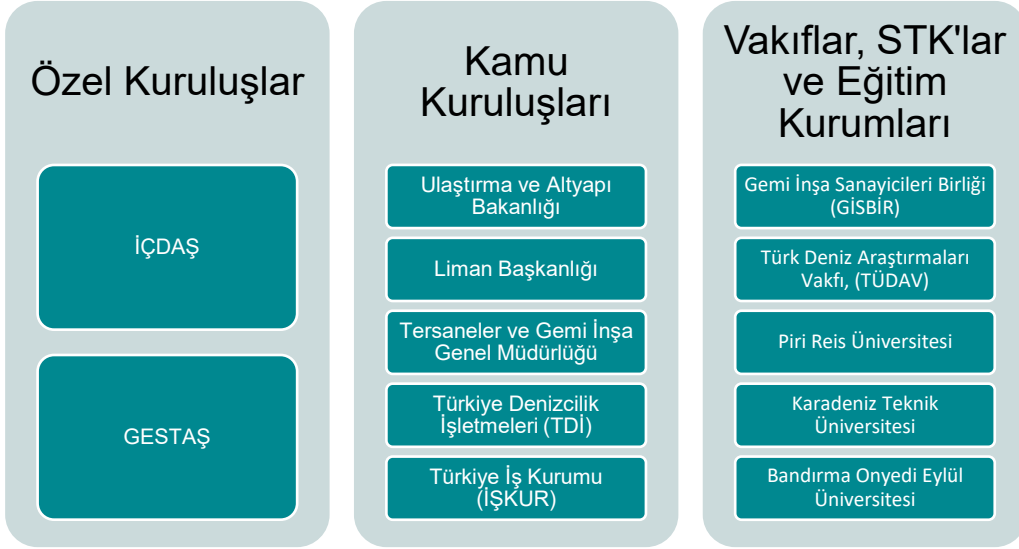 Özel Kuruluşlar
İÇDAŞ
GESTAŞ
Kamu
Kuruluşları
Ulaştırma ve Altyapı
Bakanlığı
Liman Başkanlığı
Tersaneler ve Gemi İnşa
Genel Müdürlüğü
Türkiye Denizcilik
İşletmeleri (TDİ)
Türkiye İş Kurumu
(İŞKUR)
Vakıflar, STK'lar
ve Eğitim
Kurumları
Gemi İnşa Sanayicileri Birliği
(GİSBİR)
Türk Deniz Araştırmaları
Vakfı, (TÜDAV)
Piri Reis Üniversitesi
Karadeniz Teknik
Üniversitesi
Bandırma Onyedi Eylül
Üniversitesi